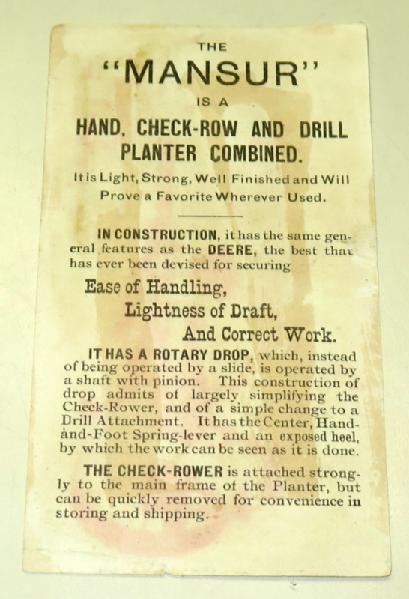 THE
"MANSUR"
IS A
HAND, CHECK-ROW AND DRILL
PLANTER COMBINED.
It is Light, Strong, Well Finished and Will
Prove a Favorite Wherever Used.
IN CONSTRUCTION, it has the same gen-
eral features as the DEERE, the best that
has ever been devised for securing
Ease of Handling,
Lightness of Draft,
And Correct Work.
IT HAS A ROTARY DROP, which, instead
of being operated by a slide, is operated by
a shaft with pinion. This construction of
drop admits of largely simplifying the
Check-Rower, and of a simple change to a
Drill Attachment. It has the Center, Hand-
and-Foot Spring-lever and an exposed heel,
by which the work can be seen as it is done.
THE CHECK-ROWER is attached strong-
ly to the main frame of the Planter, but
can be quickly removed for convenience in
storing and shipping.